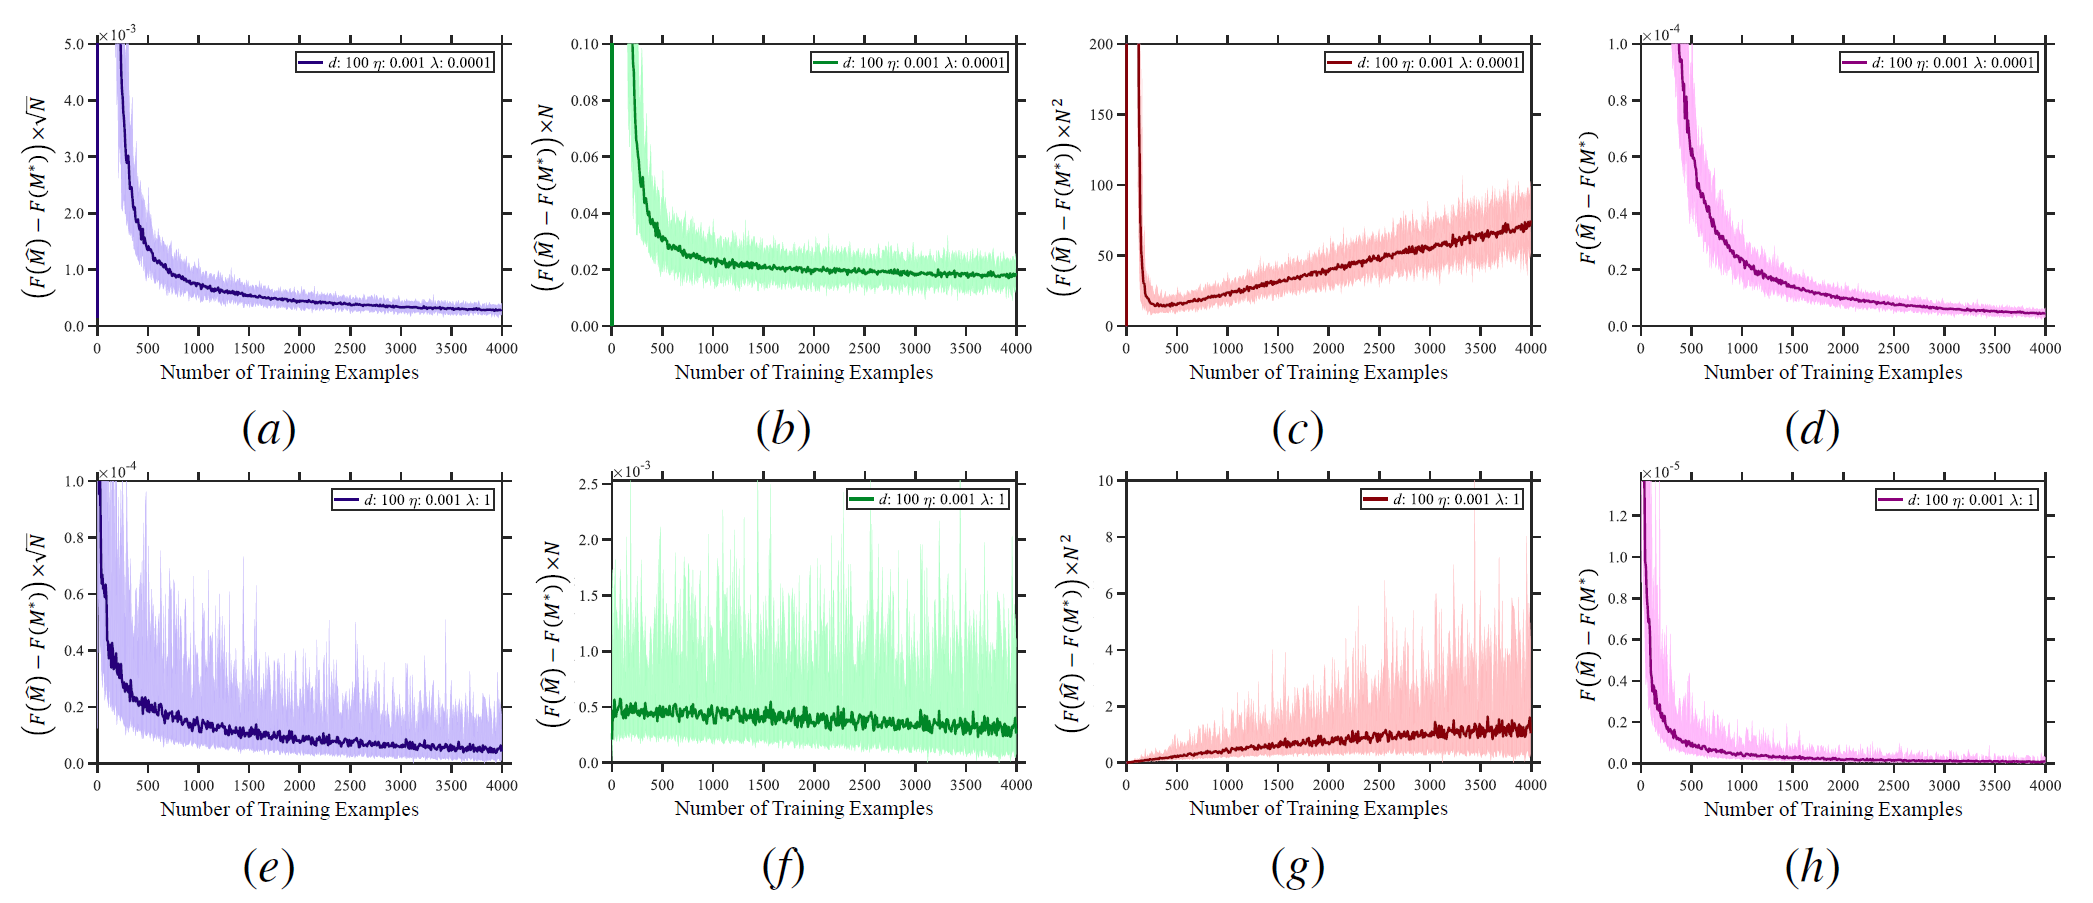 ×10⁻³
5.0
4.0
3.0
2.0
1.0
0.0
0 500 1000 1500 2000 2500 3000 3500 4000
(F(M̂) − F(M*))×√N
d: 100 η: 0.001 λ: 0.0001
Number of Training Examples
(a)
0.10
0.08
0.06
0.04
0.02
0.00
0 500 1000 1500 2000 2500 3000 3500 4000
(F(M̂) − F(M*))×N
d: 100 η: 0.001 λ: 0.0001
Number of Training Examples
(b)
200
150
100
50
0
0 500 1000 1500 2000 2500 3000 3500 4000
(F(M̂) − F(M*))×N²
d: 100 η: 0.001 λ: 0.0001
Number of Training Examples
(c)
×10⁻⁴
1.0
0.8
0.6
0.4
0.2
0.0
0 500 1000 1500 2000 2500 3000 3500 4000
F(M̂) − F(M*)
d: 100 η: 0.001 λ: 0.0001
Number of Training Examples
(d)
×10⁻⁴
1.0
0.8
0.6
0.4
0.2
0.0
0 500 1000 1500 2000 2500 3000 3500 4000
(F(M̂) − F(M*))×√N
d: 100 η: 0.001 λ: 1
Number of Training Examples
(e)
×10⁻³
2.5
2.0
1.5
1.0
0.5
0.0
0 500 1000 1500 2000 2500 3000 3500 4000
(F(M̂) − F(M*))×N
d: 100 η: 0.001 λ: 1
Number of Training Examples
(f)
10
8
6
4
2
0
0 500 1000 1500 2000 2500 3000 3500 4000
(F(M̂) − F(M*))×N²
d: 100 η: 0.001 λ: 1
Number of Training Examples
(g)
×10⁻⁵
1.2
1.0
0.8
0.6
0.4
0.2
0.0
0 500 1000 1500 2000 2500 3000 3500 4000
F(M̂) − F(M*)
d: 100 η: 0.001 λ: 1
Number of Training Examples
(h)